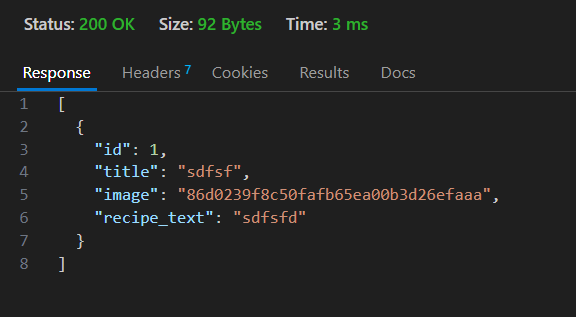 Status: 200 OK Size: 92 Bytes Time: 3 ms
Response Headers 7 Cookies Results Docs
1 [
2 {
3 "id": 1,
4 "title": "sdfsf",
5 "image": "86d0239f8c50fafb65ea00b3d26efaaa",
6 "recipe_text": "sdfsfd"
7 }
8 ]